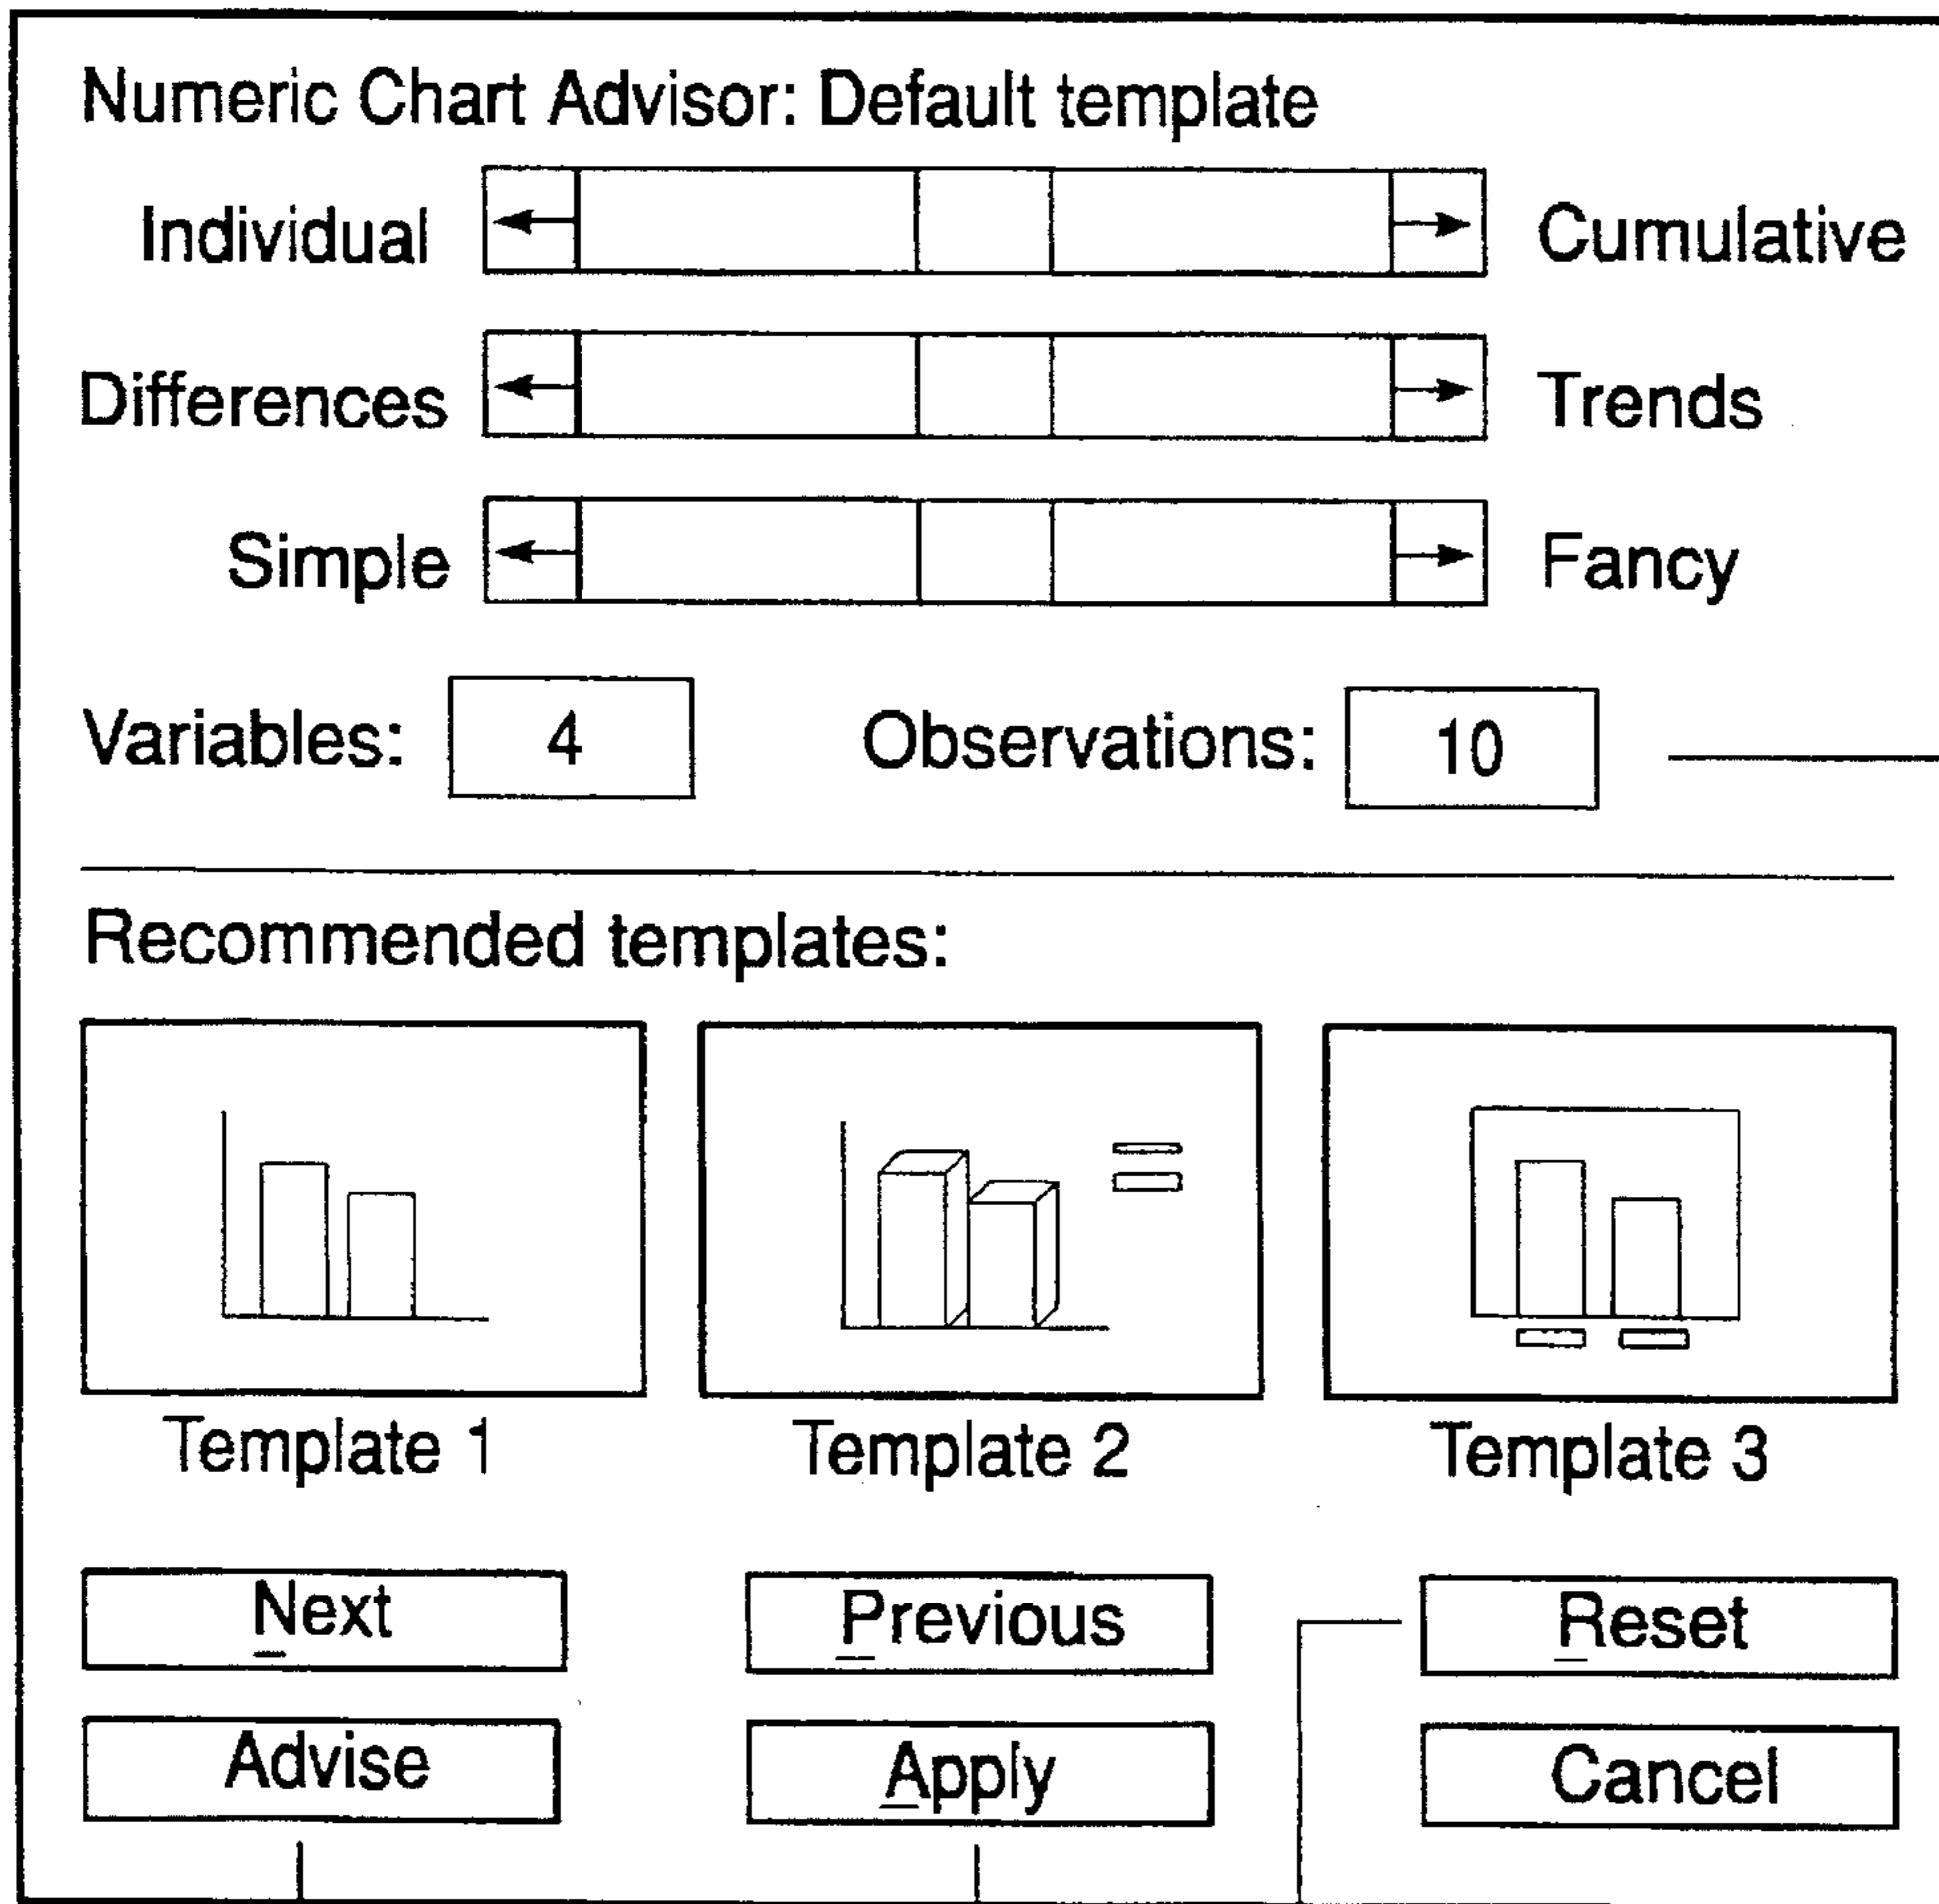 Numeric Chart Advisor: Default template
Individual Cumulative
Differences Trends
Simple Fancy
Variables: 4 Observations: 10
Recommended templates:
Template 1 Template 2 Template 3
Next Previous Reset
Advise Apply Cancel